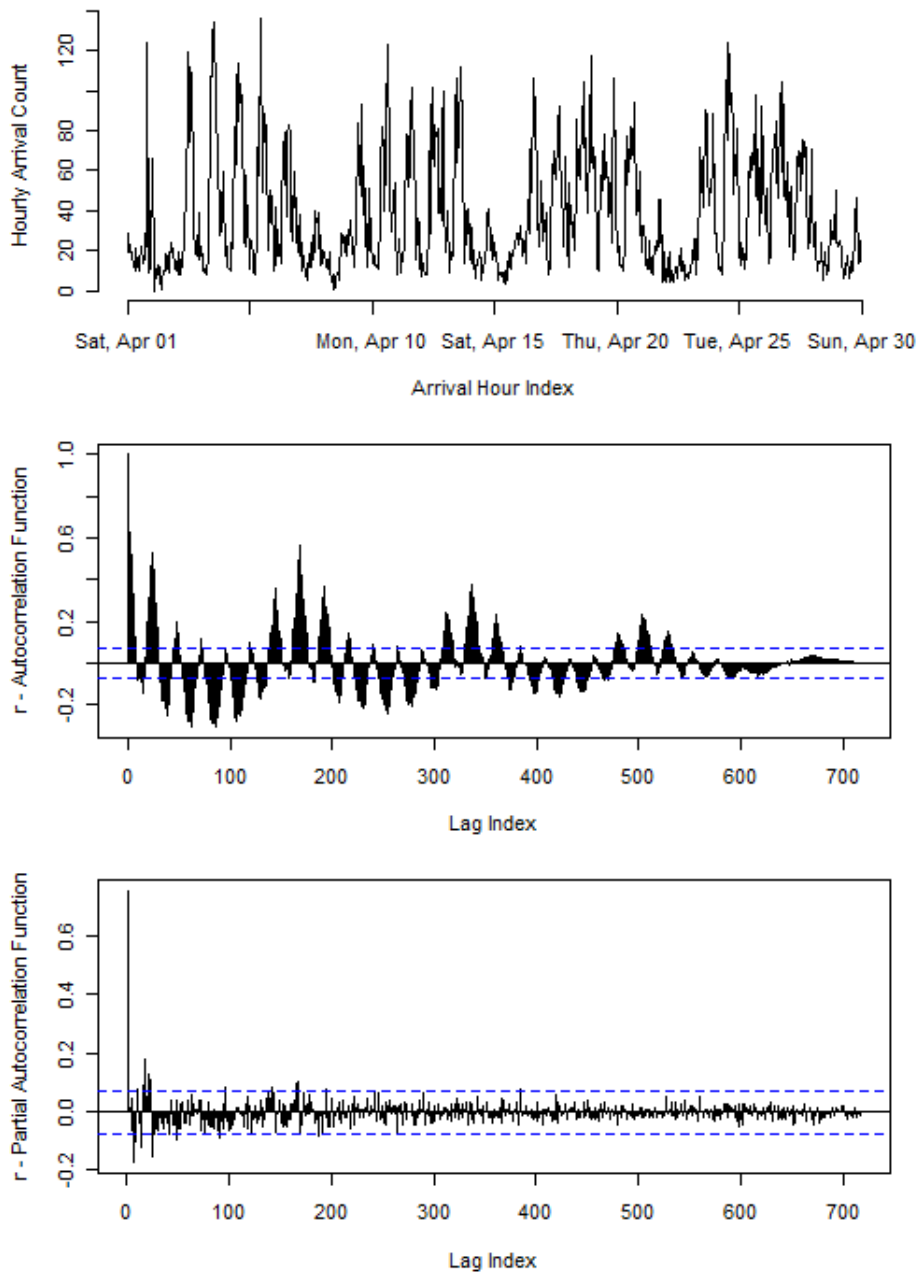 Hourly Arrival Count
120
80
60
40
20
0
Sat, Apr 01 Mon, Apr 10 Sat, Apr 15 Thu, Apr 20 Tue, Apr 25 Sun, Apr 30
Arrival Hour Index
r - Autocorrelation Function
1.0
0.6
0.2
-0.2
0 100 200 300 400 500 600 700
Lag Index
r - Partial Autocorrelation Function
0.6
0.4
0.2
0.0
-0.2
0 100 200 300 400 500 600 700
Lag Index